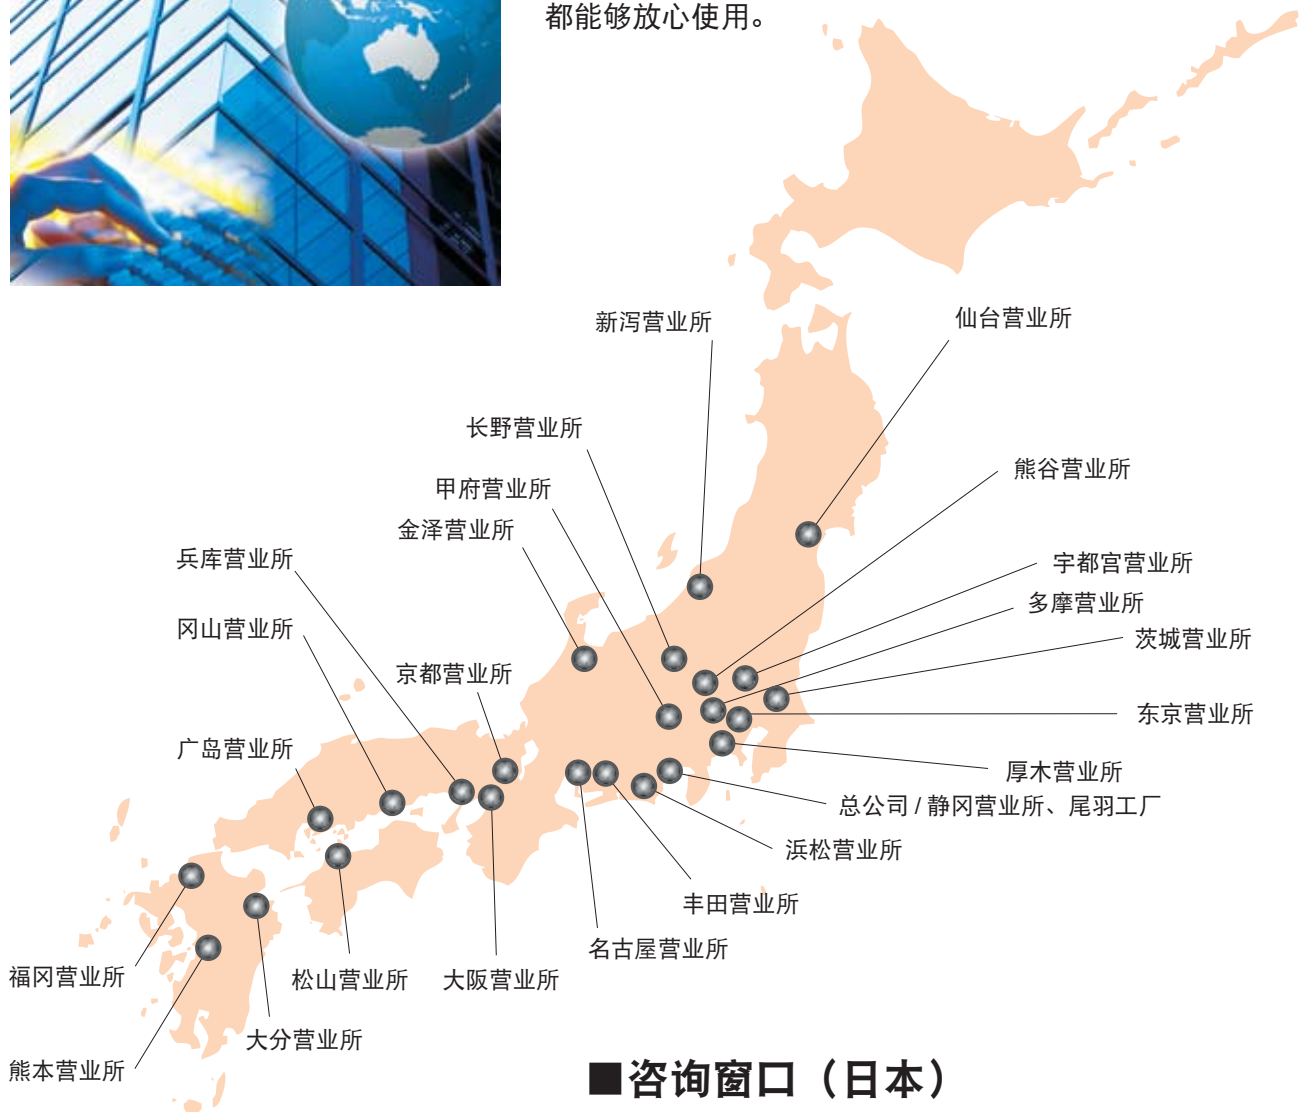 都能够放心使用。
新泻营业所
仙台营业所
长野营业所
熊谷营业所
甲府营业所
金泽营业所
兵库营业所
宇都宫营业所
多摩营业所
冈山营业所
茨城营业所
京都营业所
东京营业所
广岛营业所
厚木营业所
总公司 / 静冈营业所、尾羽工厂
浜松营业所
丰田营业所
名古屋营业所
福冈营业所
松山营业所
大阪营业所
大分营业所
熊本营业所
■咨询窗口（日本）